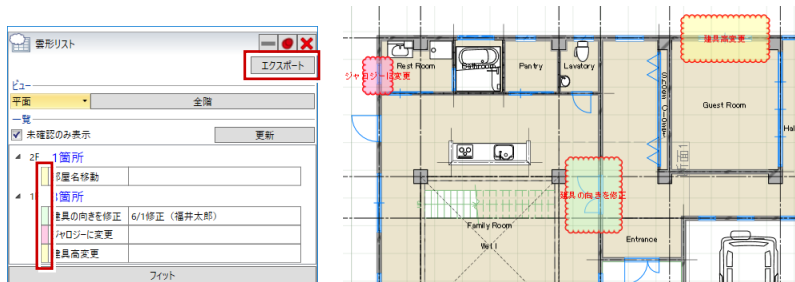 雲形リスト
エクスポート
ビュー
平面
全階
一覧
未確認のみ表示
更新
2F 1箇所
部屋名移動
箇所
建具の向きを修正 6/1修正（福井太郎）
ジャロジーに変更
建具高変更
フィット
建具高変更
Rest Room
Bathroom
Pantry
Lavatory
ジャロジーに変更
Guest Room
Hal
建具の向きを修正
Family Room
Well
Entrance